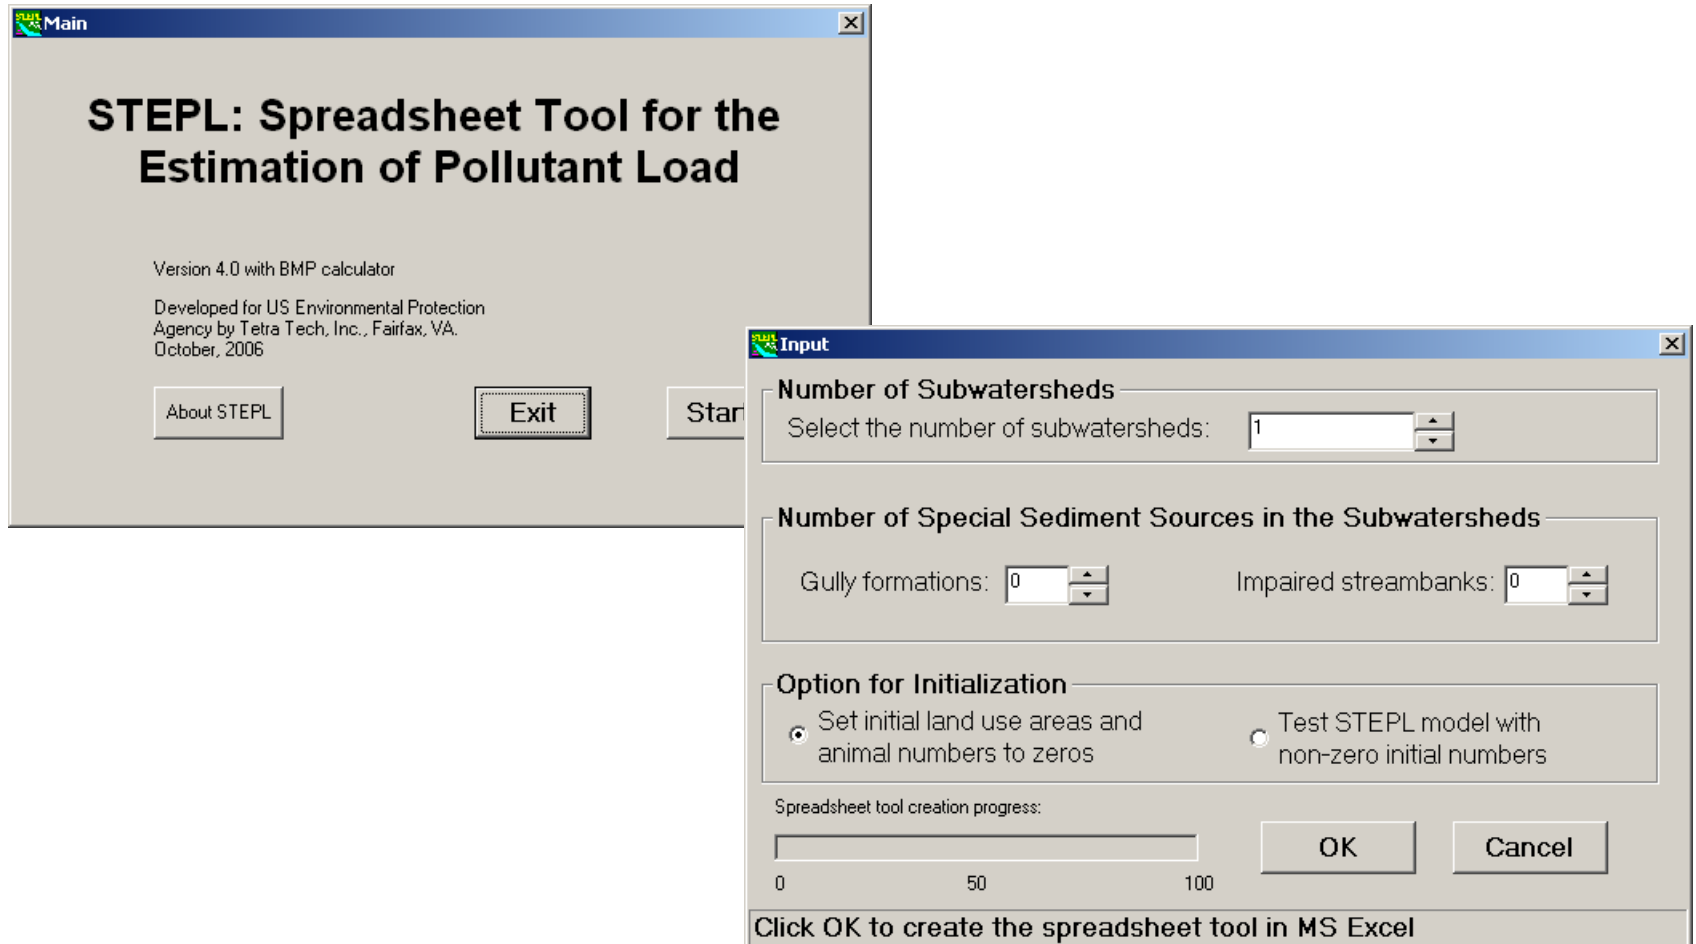 Main
STEPL: Spreadsheet Tool for the
Estimation of Pollutant Load
Version 4.0 with BMP calculator
Developed for US Environmental Protection
Agency by Tetra Tech, Inc., Fairfax, VA.
October, 2006
About STEPL
Exit
Start
Input
Number of Subwatersheds
Select the number of subwatersheds:
1
Number of Special Sediment Sources in the Subwatersheds
Gully formations: 0
Impaired streambanks: 0
Option for Initialization
Set initial land use areas and
animal numbers to zeros
Test STEPL model with
non-zero initial numbers
Spreadsheet tool creation progress:
0 50 100
OK
Cancel
Click OK to create the spreadsheet tool in MS Excel